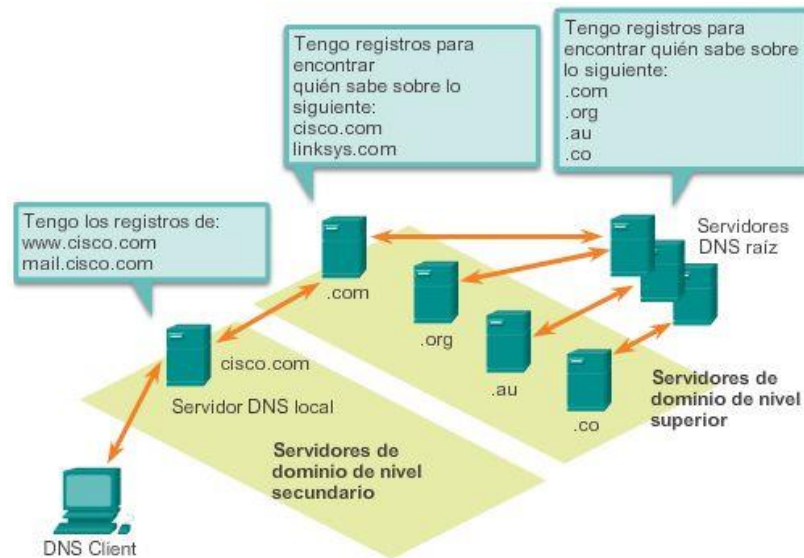 Tengo registros para
encontrar
quién sabe sobre lo
siguiente:
cisco.com
linksys.com
Tengo registros para
encontrar quién sabe sobre
lo siguiente:
.com
.org
.au
.co
Tengo los registros de:
www.cisco.com
mail.cisco.com
Servidores
DNS raíz
.com
.org
.au
.co
cisco.com
Servidor DNS local
Servidores de
dominio de nivel
superior
Servidores de
dominio de nivel
secundario
DNS Client